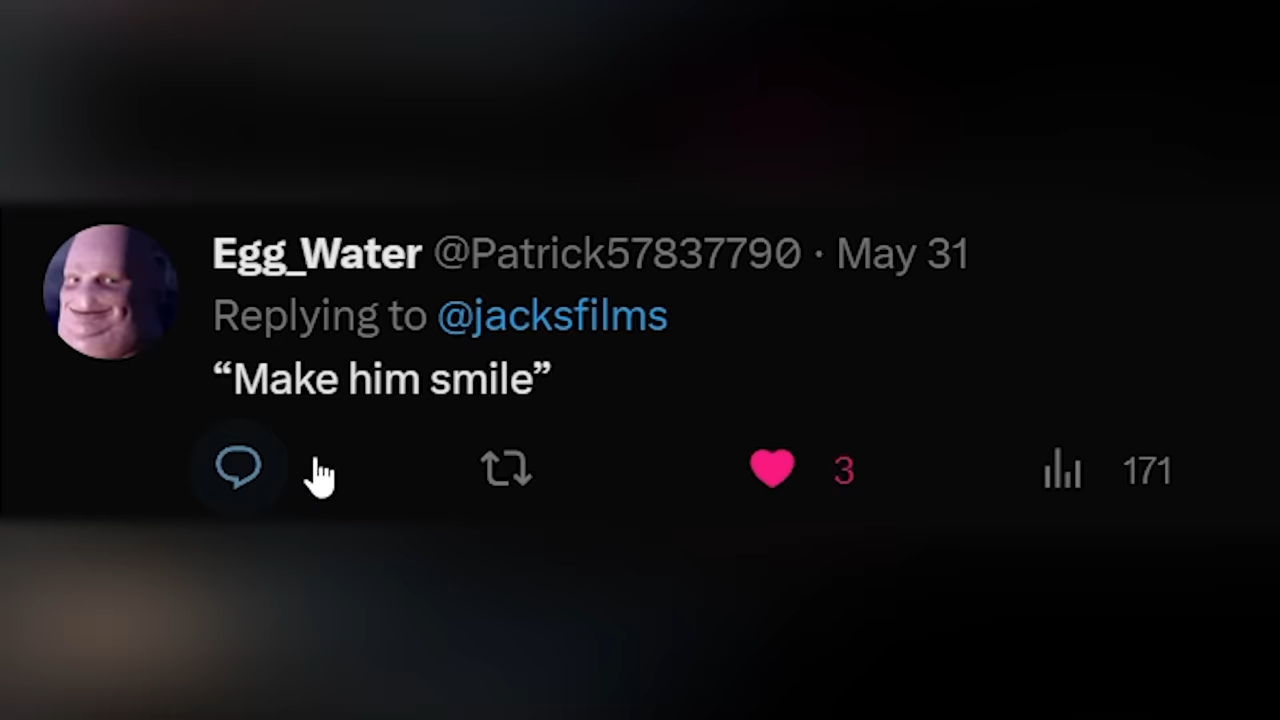 Egg_Water @Patrick57837790 · May 31
Replying to @jacksfilms
“Make him smile”
3 171